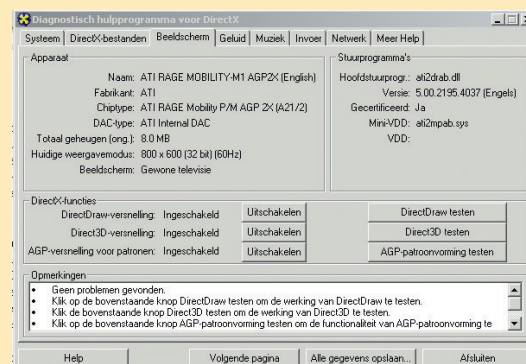 Diagnostisch hulpprogramma voor DirectX
Systeem DirectX-bestanden Beeldscherm Geluid Muziek Invoer Netwerk Meer Help
Apparaat
Naam: ATI RAGE MOBILITY-M1 AGP2X (English)
Fabrikant: ATI
Chiptype: ATI RAGE Mobility P/M AGP 2X (A21/2)
DAC-type: ATI Internal DAC
Totaal geheugen (ong.): 8.0 MB
Huidige weergavemodus: 800 x 600 (32 bit) (60Hz)
Beeldscherm: Gewone televisie
Stuurprogramma's
Hoofdstuurprogr.: ati2drab.dll
Versie: 5.00.2195.4037 (Engels)
Gecertificeerd: Ja
Mini-VDD: ati2mpab.sys
VDD:
DirectX-functies
DirectDraw-versnelling: Ingeschakeld Uitschakelen DirectDraw testen
Direct3D-versnelling: Ingeschakeld Uitschakelen Direct3D testen
AGP-versnelling voor patronen: Ingeschakeld Uitschakelen AGP-patroonvorming testen
Opmerkingen
• Geen problemen gevonden.
• Klik op de bovenstaande knop DirectDraw testen om de werking van DirectDraw te testen.
• Klik op de bovenstaande knop Direct3D testen om de werking van Direct3D te testen.
• Klik op de bovenstaande knop AGP-patroonvorming testen om de functionaliteit van AGP-patroonvorming te
Help Volgende pagina Alle gegevens opslaan... Afsluiten